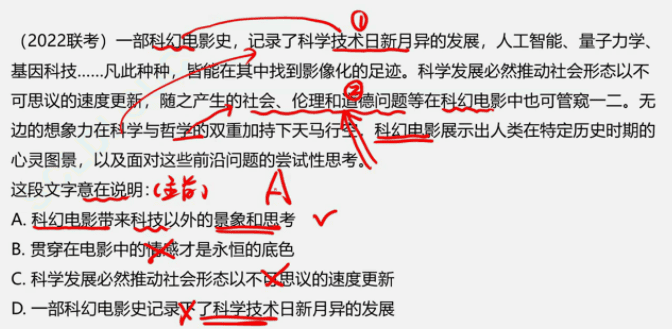 ①
（2022联考）一部科幻电影史，记录了科学技术日新月异的发展，人工智能、量子力学、
基因科技……凡此种种，皆能在其中找到影像化的足迹。科学发展必然推动社会形态以不
②
可思议的速度更新，随之产生的社会、伦理和道德问题等在科幻电影中也可管窥一二。无
边的想象力在科学与哲学的双重加持下天马行空，科幻电影展示出人类在特定历史时期的
心灵图景，以及面对这些前沿问题的尝试性思考。
这段文字意在说明：(主旨) A
A. 科幻电影带来科技以外的景象和思考
B. 贯穿在电影中的情感才是永恒的底色
C. 科学发展必然推动社会形态以不可思议的速度更新
D. 一部科幻电影史记录下了科学技术日新月异的发展